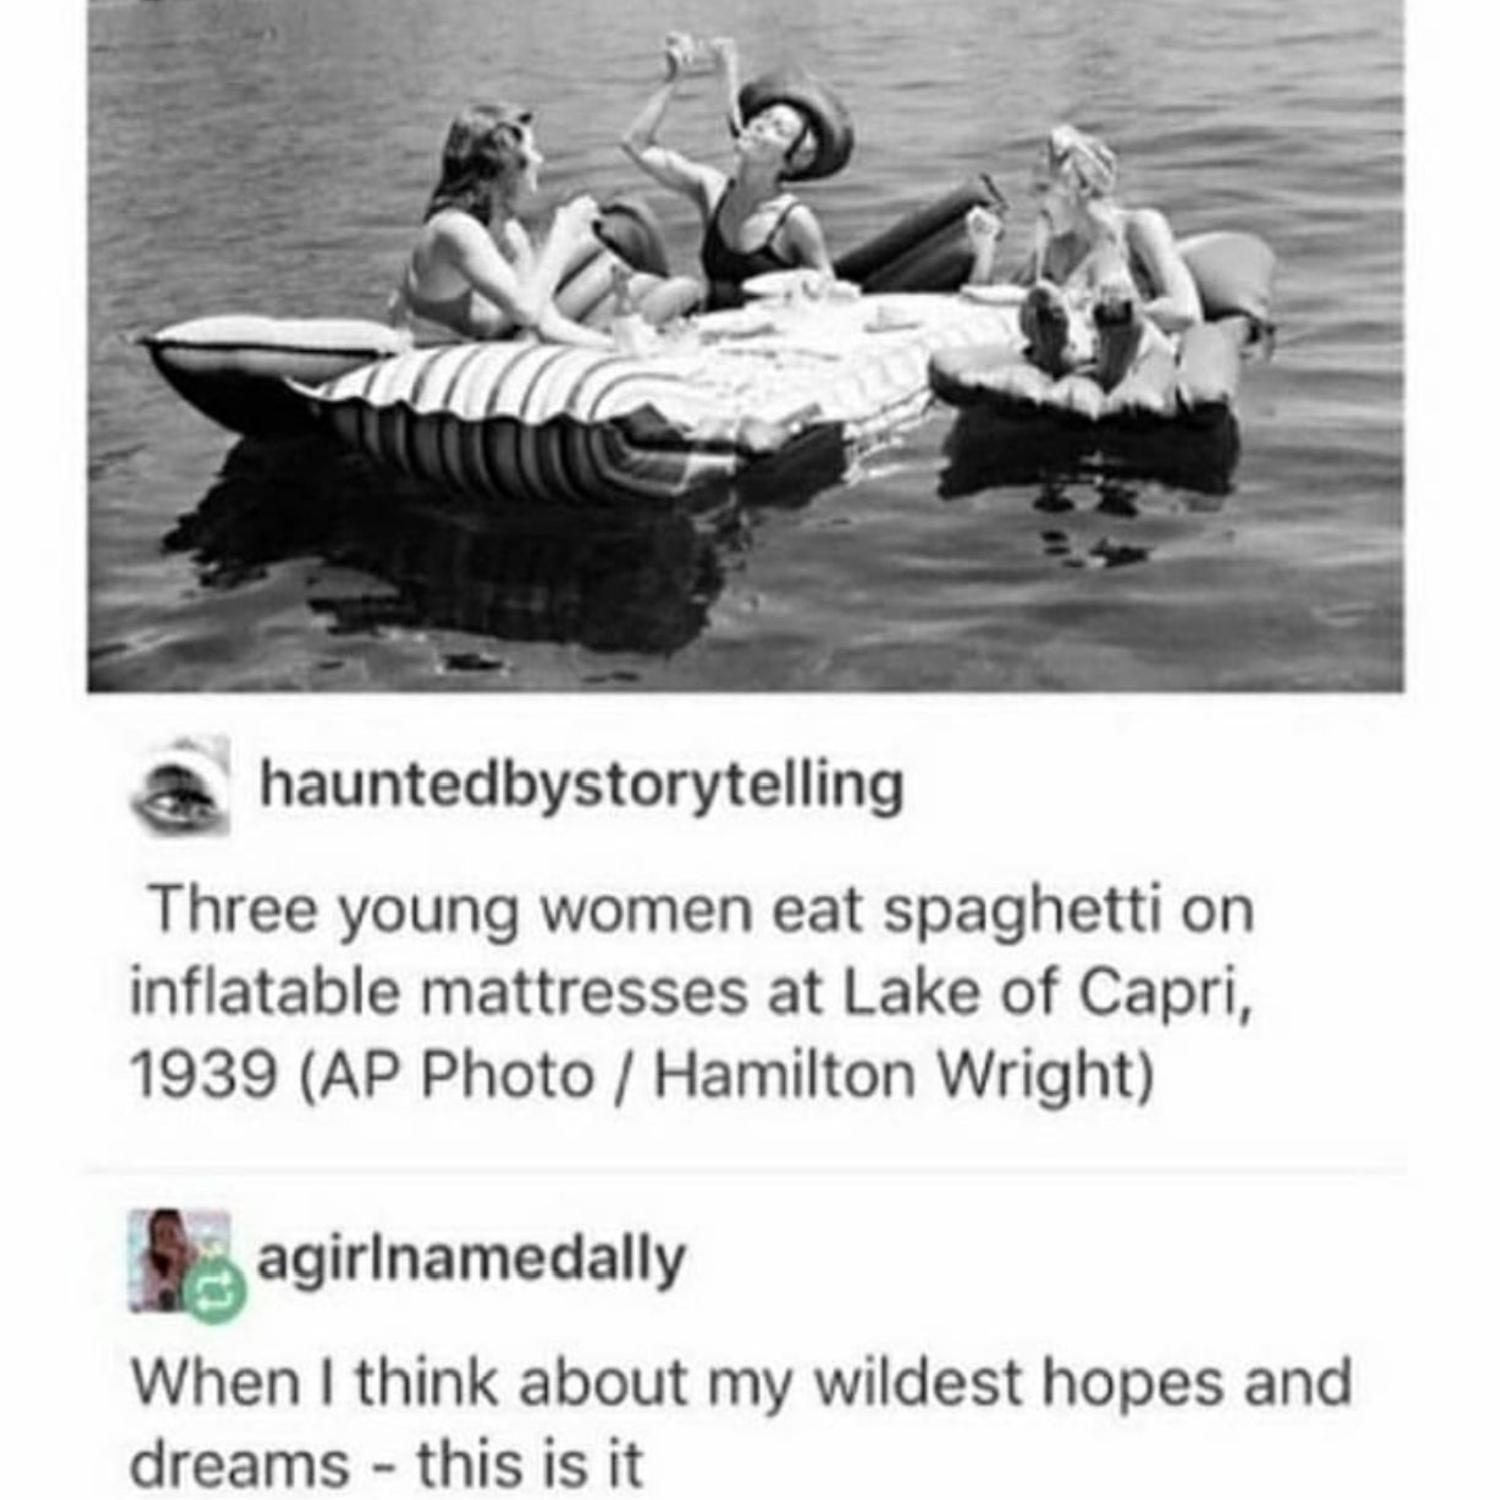 hauntedbystorytelling
Three young women eat spaghetti on
inflatable mattresses at Lake of Capri,
1939 (AP Photo / Hamilton Wright)
agirlnamedally
When I think about my wildest hopes and
dreams - this is it